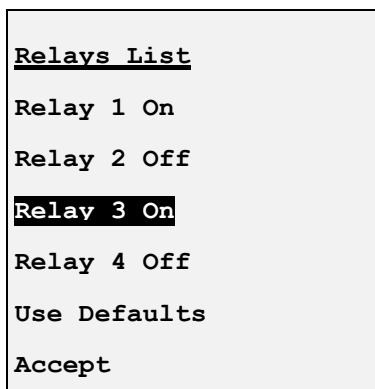 Relays List
Relay 1 On
Relay 2 Off
Relay 3 On
Relay 4 Off
Use Defaults
Accept